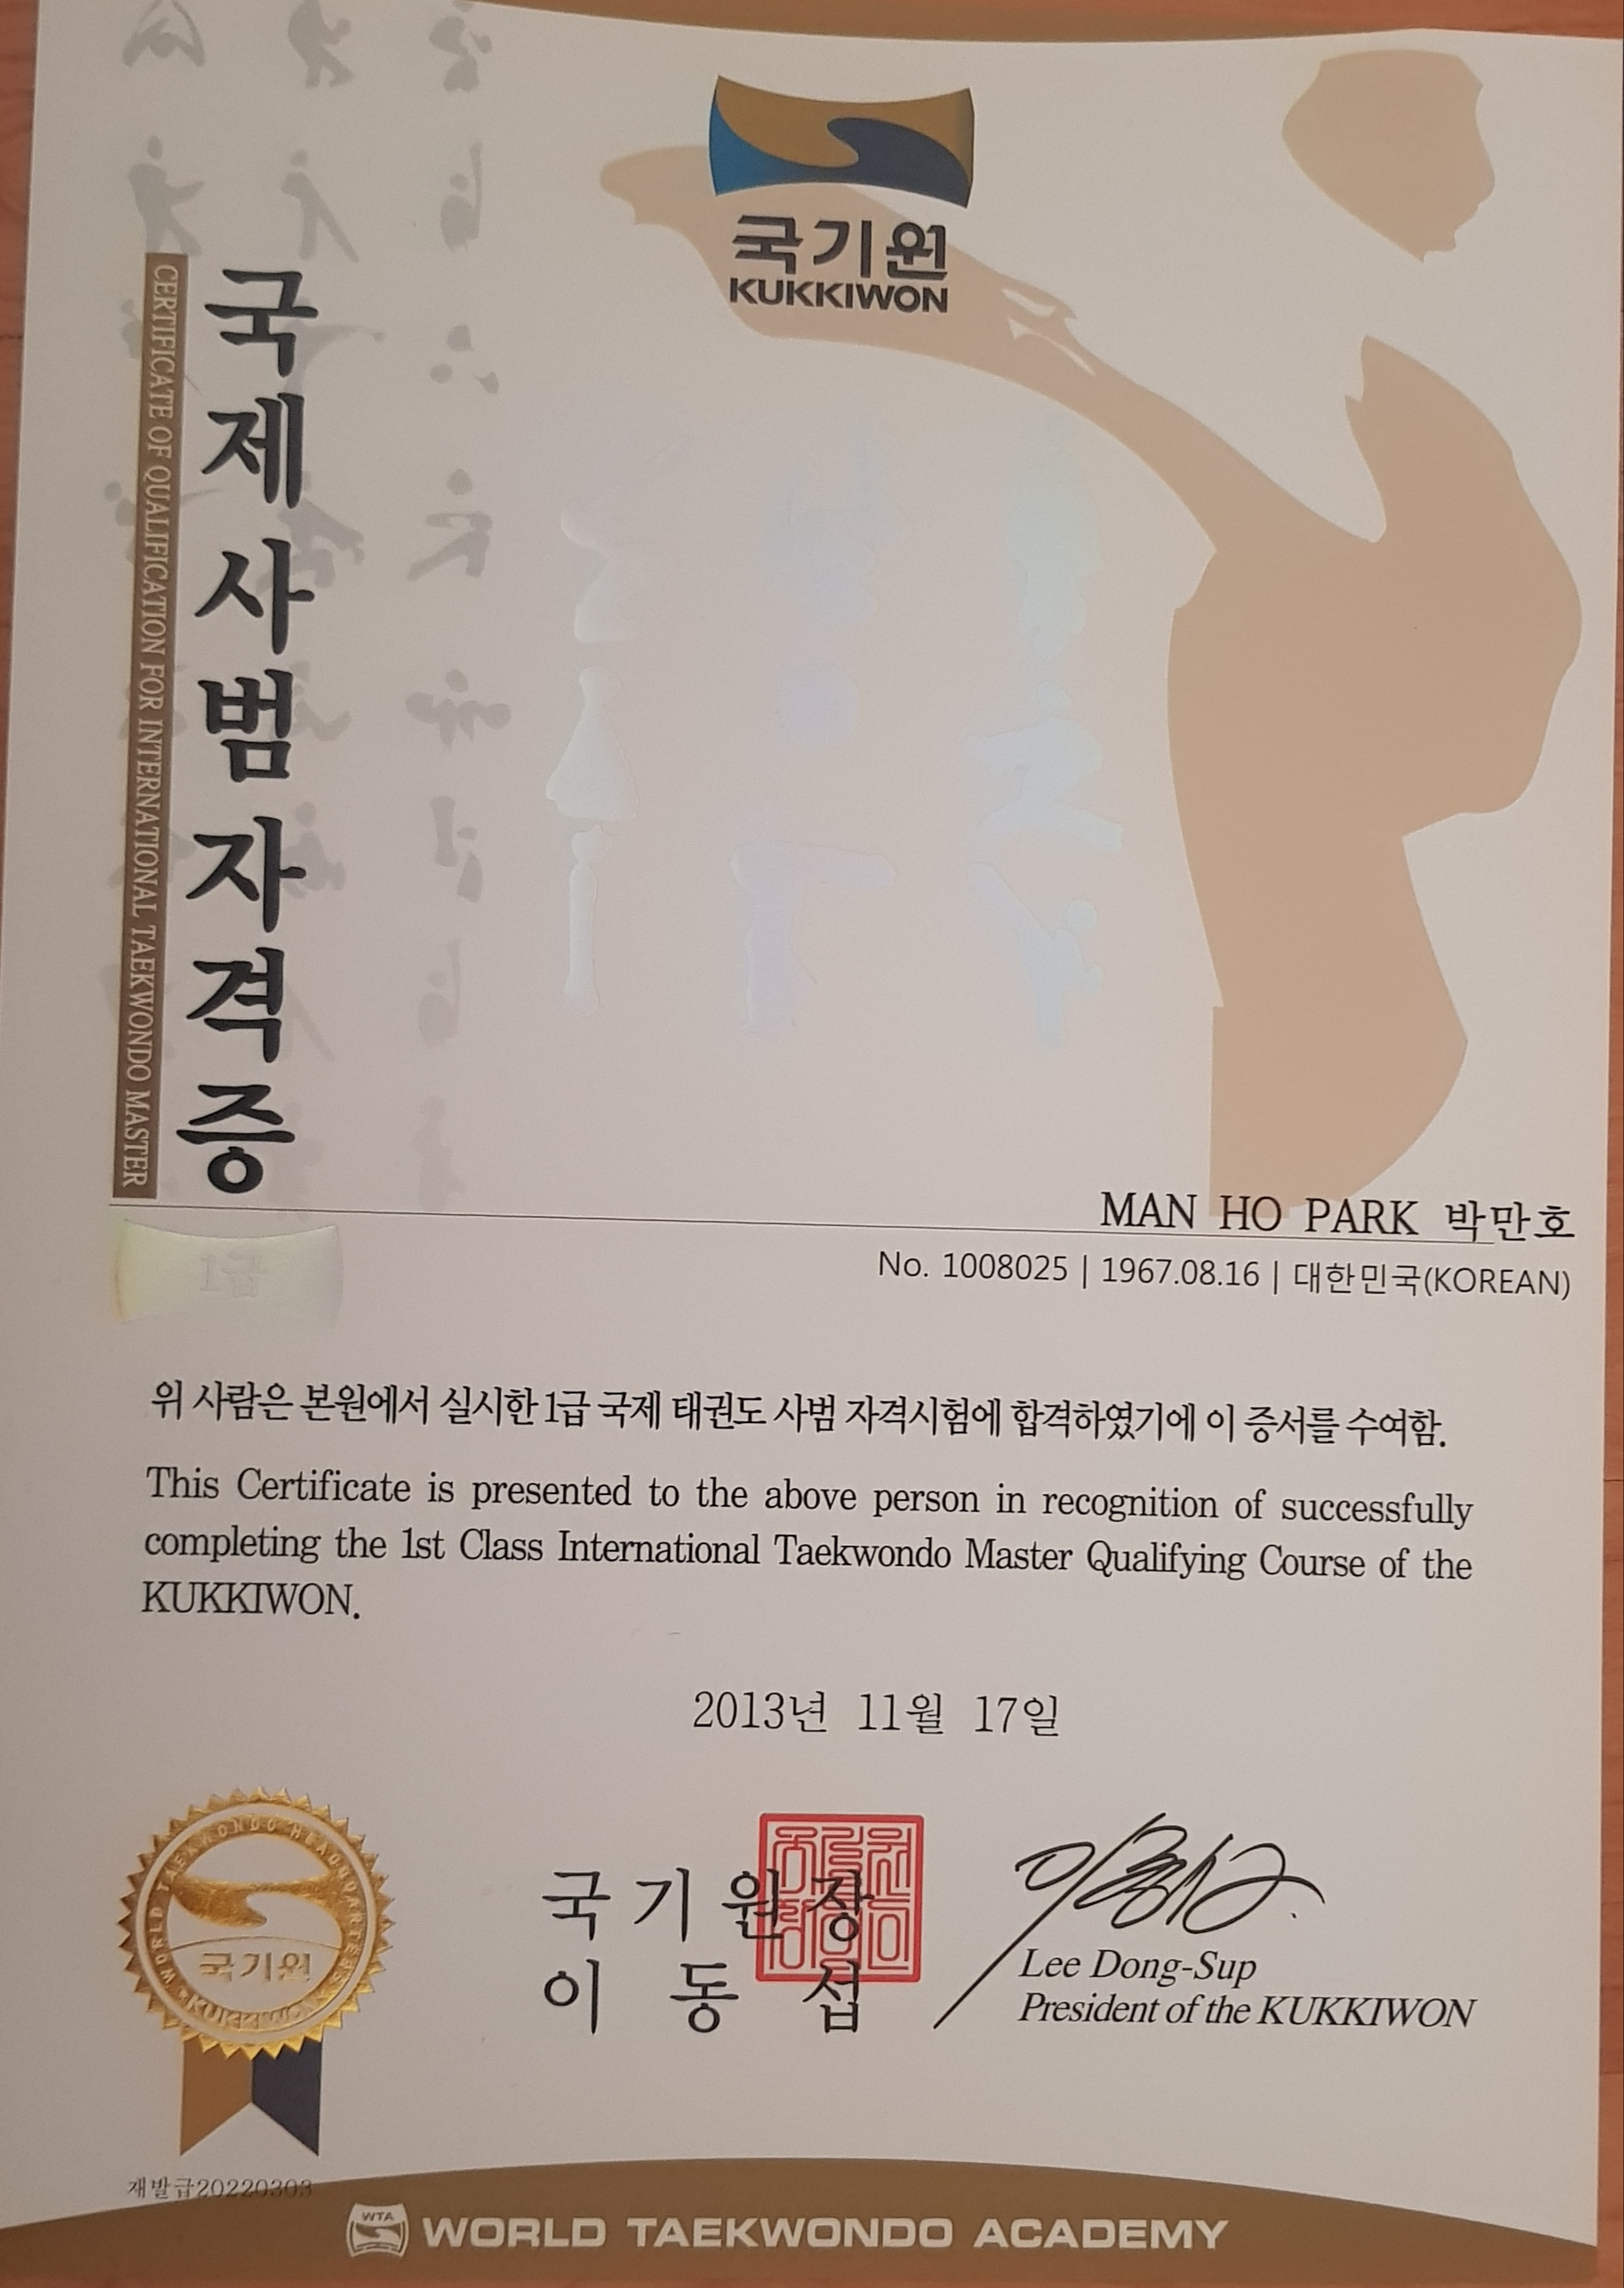 국기원
KUKKIWON
국제사범자격증
CERTIFICATE OF QUALIFICATION FOR INTERNATIONAL TAEKWONDO MASTER
MAN HO PARK 박만호
1급
No. 1008025 | 1967.08.16 | 대한민국(KOREAN)
위 사람은 본원에서 실시한 1급 국제 태권도 사범 자격시험에 합격하였기에 이 증서를 수여함.
This Certificate is presented to the above person in recognition of successfully
completing the 1st Class International Taekwondo Master Qualifying Course of the
KUKKIWON.
2013년 11월 17일
WORLD TAEKWONDO HEADQUARTERS
국기원
KUKKIWON
국기원장
이동섭
Lee Dong-Sup
President of the KUKKIWON
재발급20220303
WTA
WORLD TAEKWONDO ACADEMY